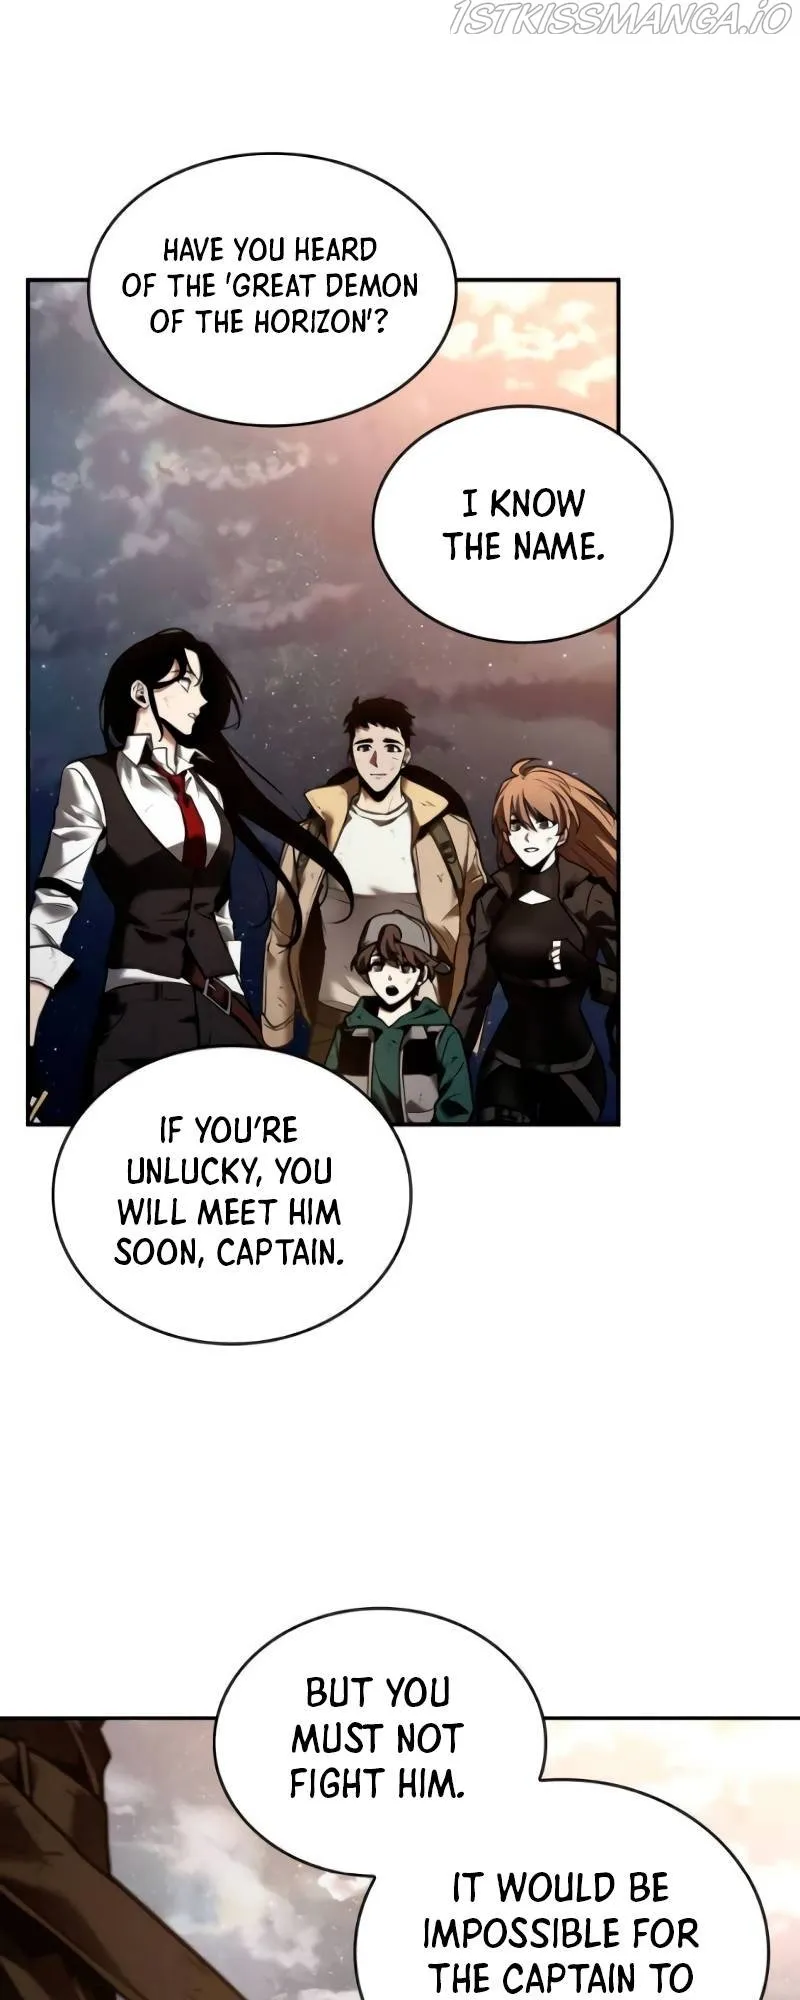 1STKISSMANGA.IO
HAVE YOU HEARD
OF THE 'GREAT DEMON
OF THE HORIZON'?
I KNOW
THE NAME.
IF YOU'RE
UNLUCKY, YOU
WILL MEET HIM
SOON, CAPTAIN.
BUT YOU
MUST NOT
FIGHT HIM.
IT WOULD BE
IMPOSSIBLE FOR
THE CAPTAIN TO